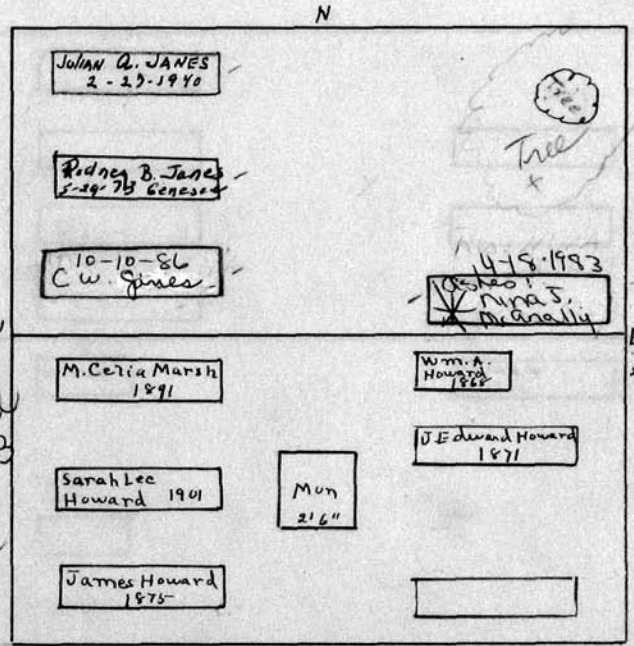 N
Julian A. JANES
2-27-1940
Tree
Tree
Rodney B. Janes
5-29-73 Geneseo
10-10-86
C W. Janes
4-18-1983
ashes!
Nina J.
McAnally
M. Celia Marsh
1891
Wm. A.
Howard
1868
J Edward Howard
1871
Sarah Lee
Howard 1901
Mon
2'6"
James Howard
1875